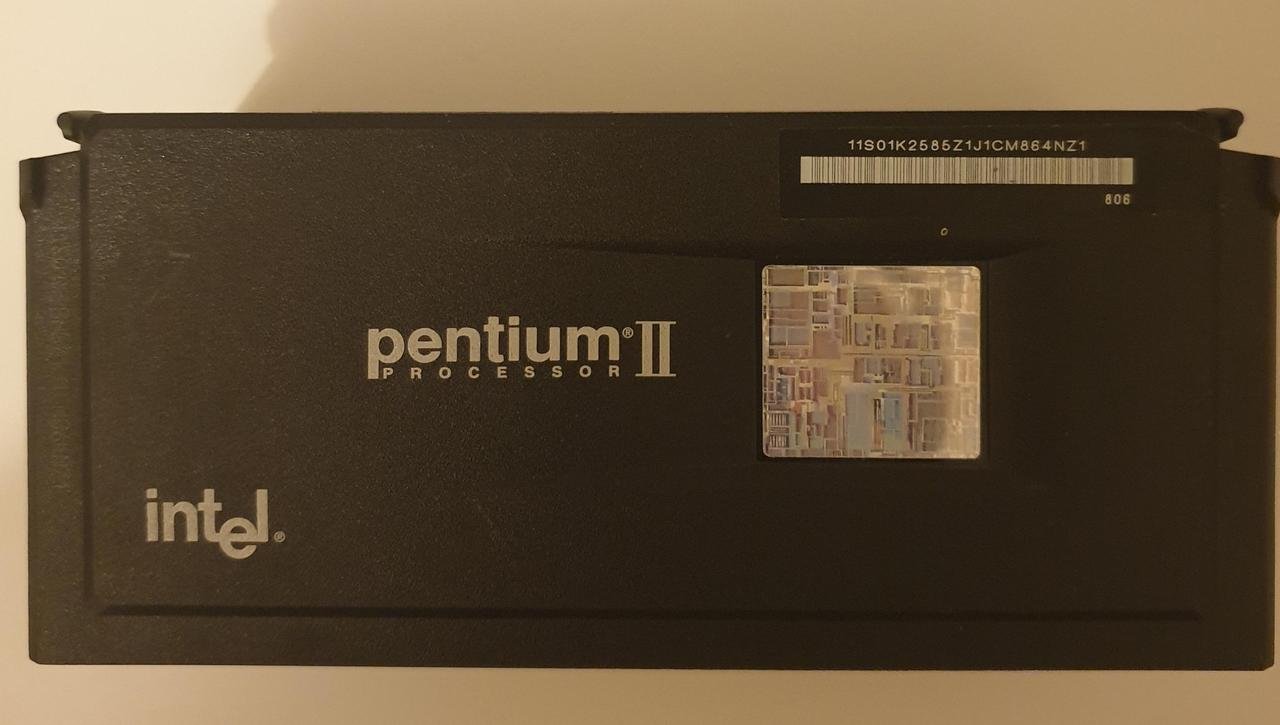 11S01K2585Z1J1CM864NZ1
806
pentium® II
PROCESSOR
intel®